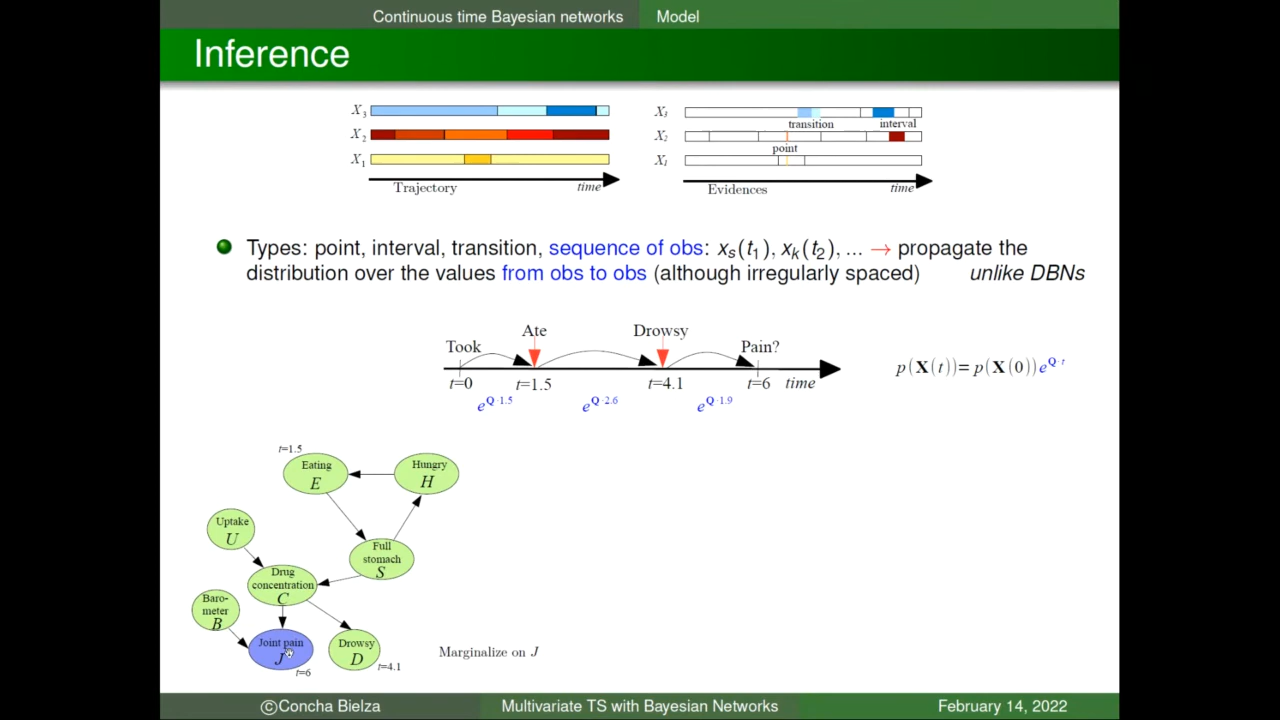 Continuous time Bayesian networks Model
Inference
X3
X2
X1
Trajectory time
X3
transition interval
X2
point
X1
Evidences time
Types: point, interval, transition, sequence of obs: xs(t1), xk(t2), ... → propagate the
distribution over the values from obs to obs (although irregularly spaced) unlike DBNs
Ate Drowsy
Took Pain?
t=0 t=1.5 t=4.1 t=6 time
e^Q·1.5 e^Q·2.6 e^Q·1.9
p(X(t))=p(X(0))e^Q·t
t=1.5
Eating
E
Hungry
H
Uptake
U
Full
stomach
S
Drug
concentration
C
Baro-
meter
B
Joint pain
J
t=6
Drowsy
D
t=4.1
Marginalize on J
©Concha Bielza Multivariate TS with Bayesian Networks February 14, 2022